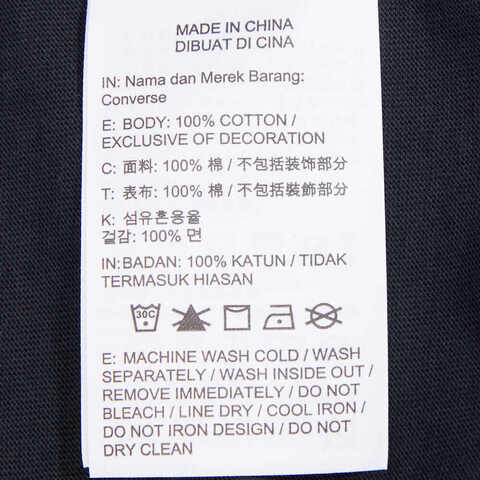 MADE IN CHINA
DIBUAT DI CINA
IN: Nama dan Merek Barang:
Converse
E: BODY: 100% COTTON /
EXCLUSIVE OF DECORATION
C: 面料: 100% 棉 / 不包括装饰部分
T: 表布: 100% 棉 / 不包括裝飾部分
K: 섬유혼용율
겉감: 100% 면
IN:BADAN: 100% KATUN / TIDAK
TERMASUK HIASAN
30C
E: MACHINE WASH COLD / WASH
SEPARATELY / WASH INSIDE OUT /
REMOVE IMMEDIATELY / DO NOT
BLEACH / LINE DRY / COOL IRON /
DO NOT IRON DESIGN / DO NOT
DRY CLEAN